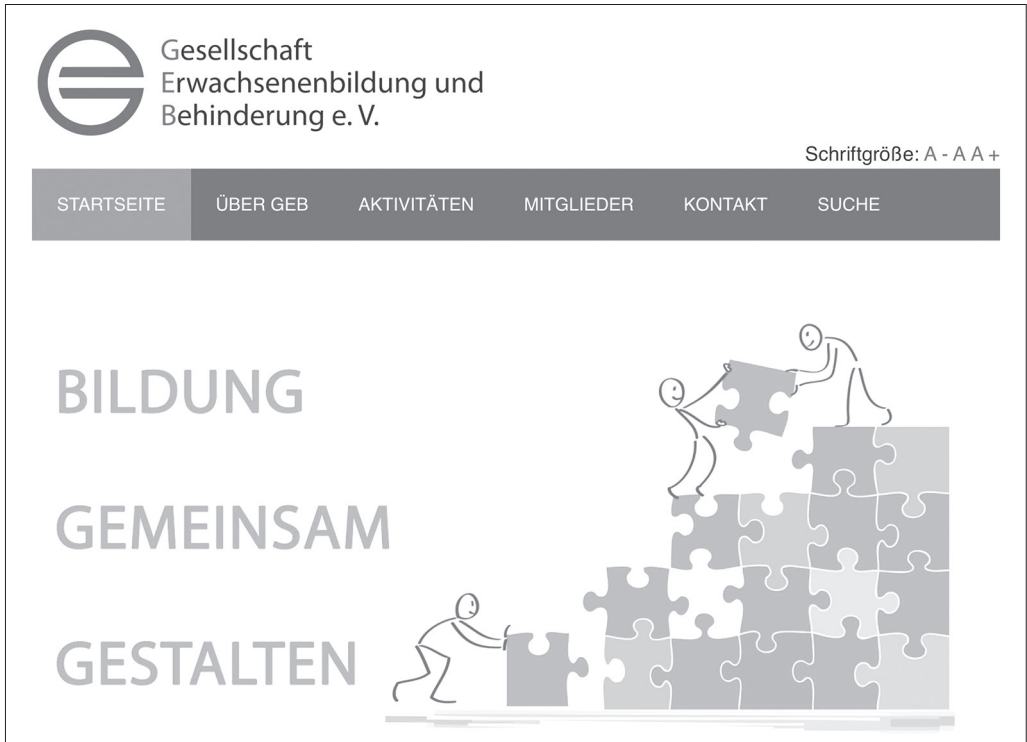 Gesellschaft
Erwachsenenbildung und
Behinderung e. V.
Schriftgröße: A - A A +
STARTSEITE ÜBER GEB AKTIVITÄTEN MITGLIEDER KONTAKT SUCHE
BILDUNG
GEMEINSAM
GESTALTEN